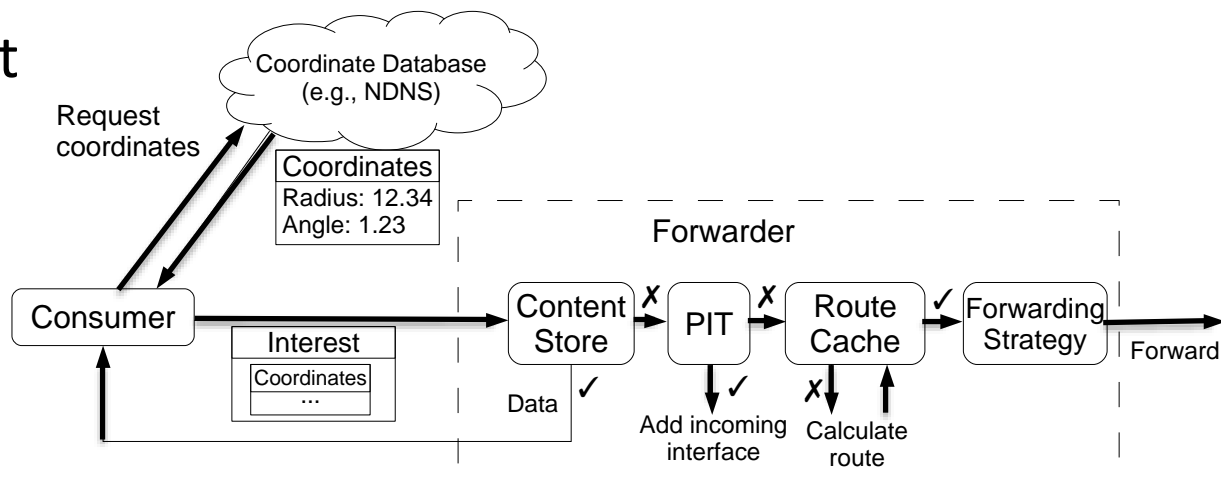 t
Coordinate Database
(e.g., NDNS)
Request
coordinates
Coordinates
Radius: 12.34
Angle: 1.23
Forwarder
Consumer
Content
Store
✗
PIT
✗
Route
Cache
✓
Forwarding
Strategy
Forward
Interest
Coordinates
...
Data
✓
✓
Add incoming
interface
✗
Calculate
route